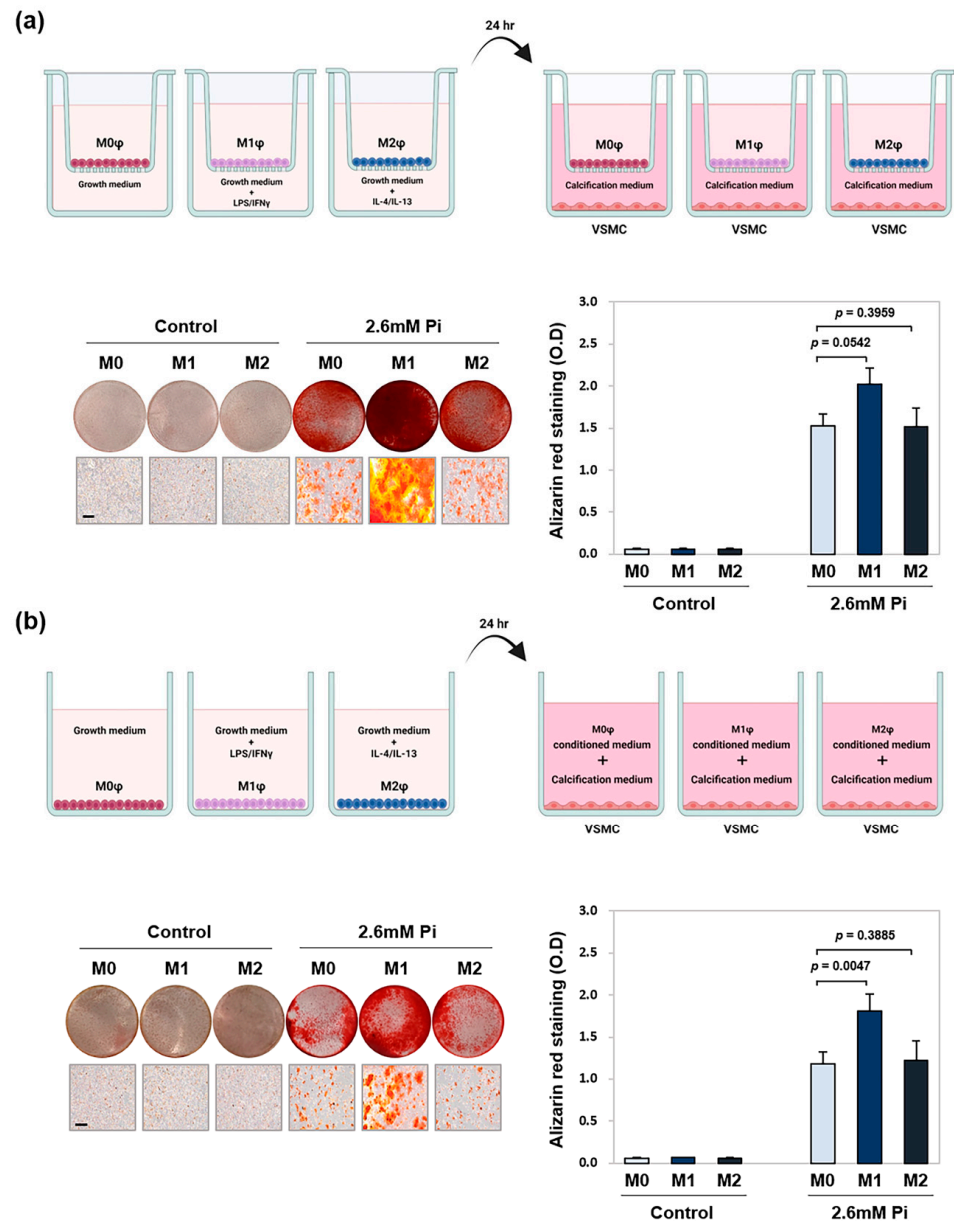 (a)
24 hr
M0φ
M1φ
M2φ
Growth medium
Growth medium
+
LPS/IFNγ
Growth medium
+
IL-4/IL-13
M0φ
M1φ
M2φ
Calcification medium
Calcification medium
Calcification medium
VSMC
VSMC
VSMC
Control
2.6mM Pi
M0
M1
M2
M0
M1
M2
Alizarin red staining (O.D)
3.0
2.5
2.0
1.5
1.0
0.5
0.0
p = 0.3959
p = 0.0542
M0
M1
M2
M0
M1
M2
Control
2.6mM Pi
(b)
24 hr
Growth medium
M0φ
Growth medium
+
LPS/IFNγ
M1φ
Growth medium
+
IL-4/IL-13
M2φ
M0φ
conditioned medium
+
Calcification medium
M1φ
conditioned medium
+
Calcification medium
M2φ
conditioned medium
+
Calcification medium
VSMC
VSMC
VSMC
Control
2.6mM Pi
M0
M1
M2
M0
M1
M2
Alizarin red staining (O.D)
3.0
2.5
2.0
1.5
1.0
0.5
0.0
p = 0.3885
p = 0.0047
M0
M1
M2
M0
M1
M2
Control
2.6mM Pi